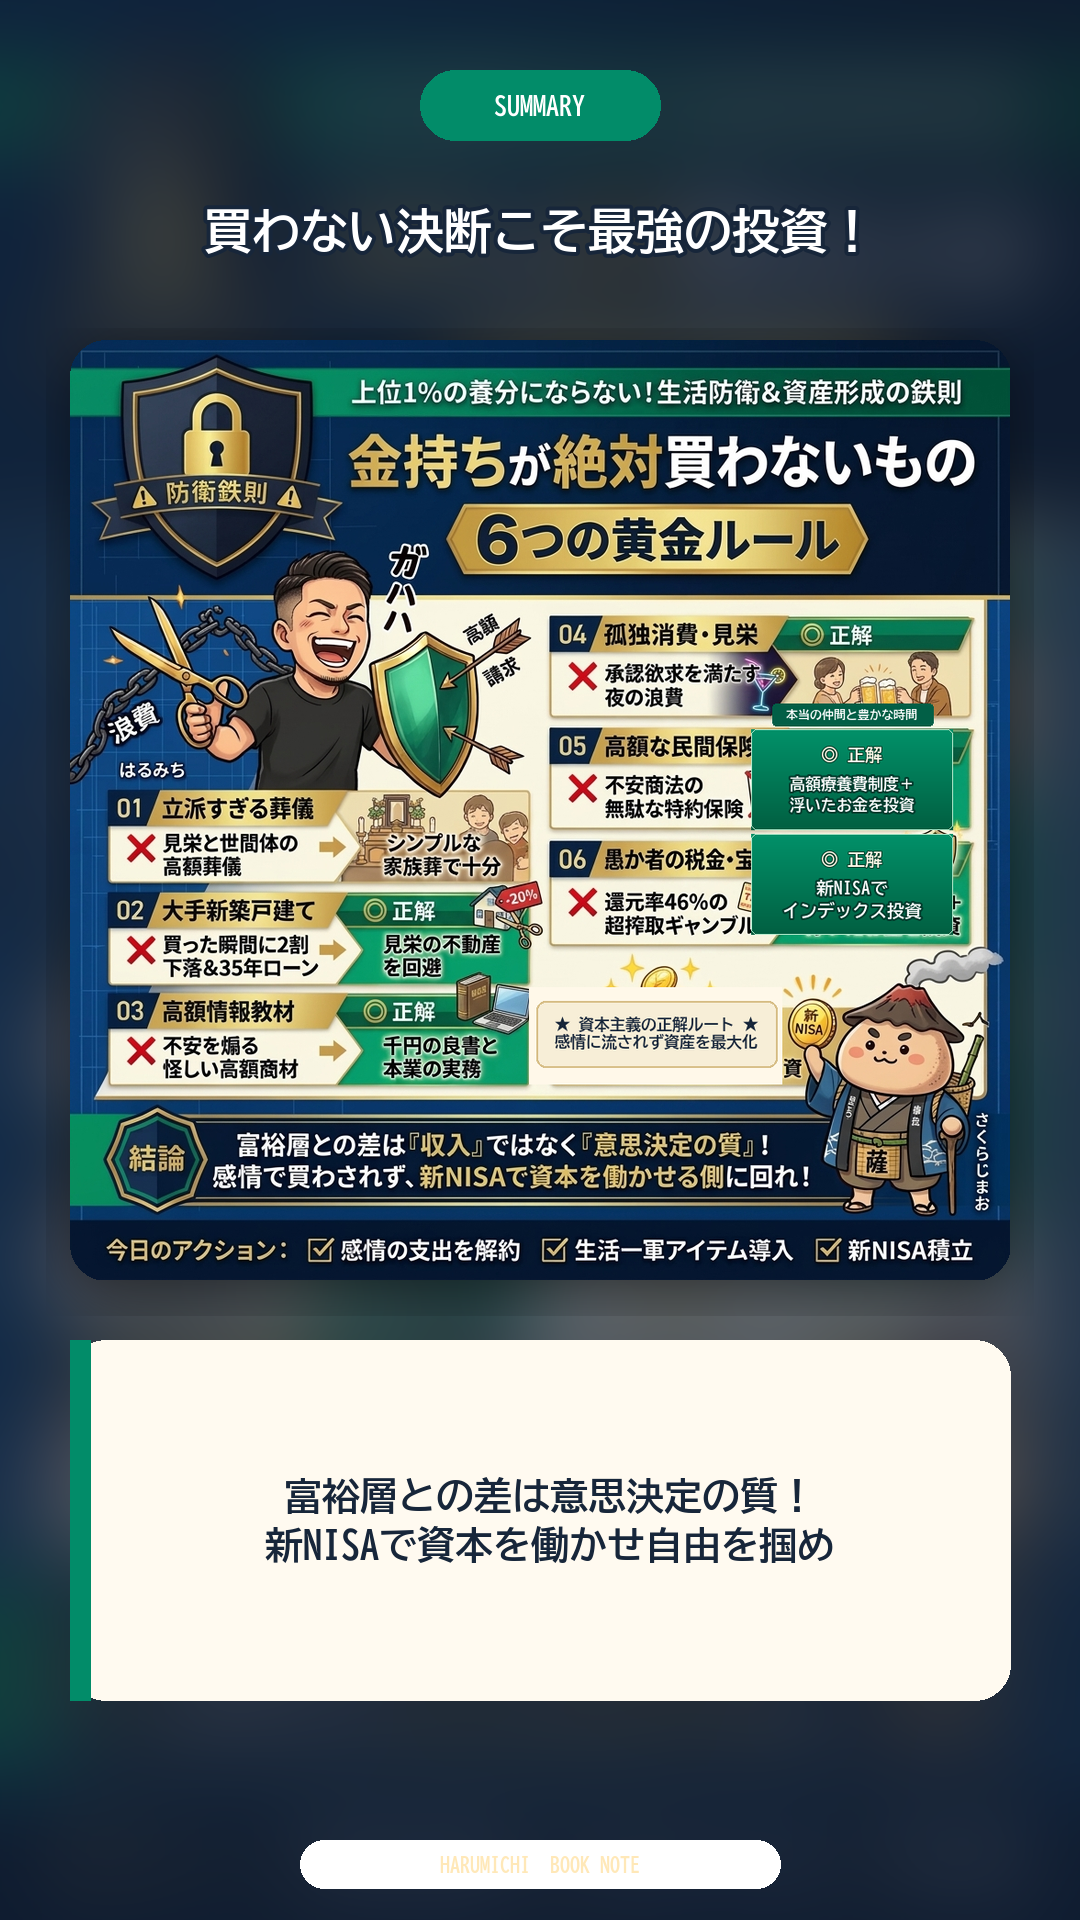 SUMMARY
買わない決断こそ最強の投資！
上位1%の養分にならない！生活防衛&資産形成の鉄則
金持ちが絶対買わないもの
6つの黄金ルール
防衛鉄則
ガハハ
高額
請求
浪費
はるみち
01 立派すぎる葬儀
見栄と世間体の
高額葬儀
シンプルな
家族葬で十分
02 大手新築戸建て
◎正解
-20%
買った瞬間に2割
下落&35年ローン
見栄の不動産
を回避
03 高額情報教材
◎正解
不安を煽る
怪しい高額商材
千円の良書と
本業の実務
04 孤独消費・見栄
◎正解
承認欲求を満たす
夜の浪費
本当の仲間と豊かな時間
05 高額な民間保険
不安商法の
無駄な特約保険
◎ 正解
高額療養費制度＋
浮いたお金を投資
06 愚か者の税金・宝
還元率46%の
超搾取ギャンブル
◎ 正解
新NISAで
インデックス投資
★ 資本主義の正解ルート ★
感情に流されず資産を最大化
資
新
NISA
薩
さくらじまお
結論
富裕層との差は『収入』ではなく『意思決定の質』！
感情で買わされず、新NISAで資本を働かせる側に回れ！
今日のアクション： ☑ 感情の支出を解約 ☑ 生活一軍アイテム導入 ☑ 新NISA積立
富裕層との差は意思決定の質！
新NISAで資本を働かせ自由を掴め
HARUMICHI BOOK NOTE